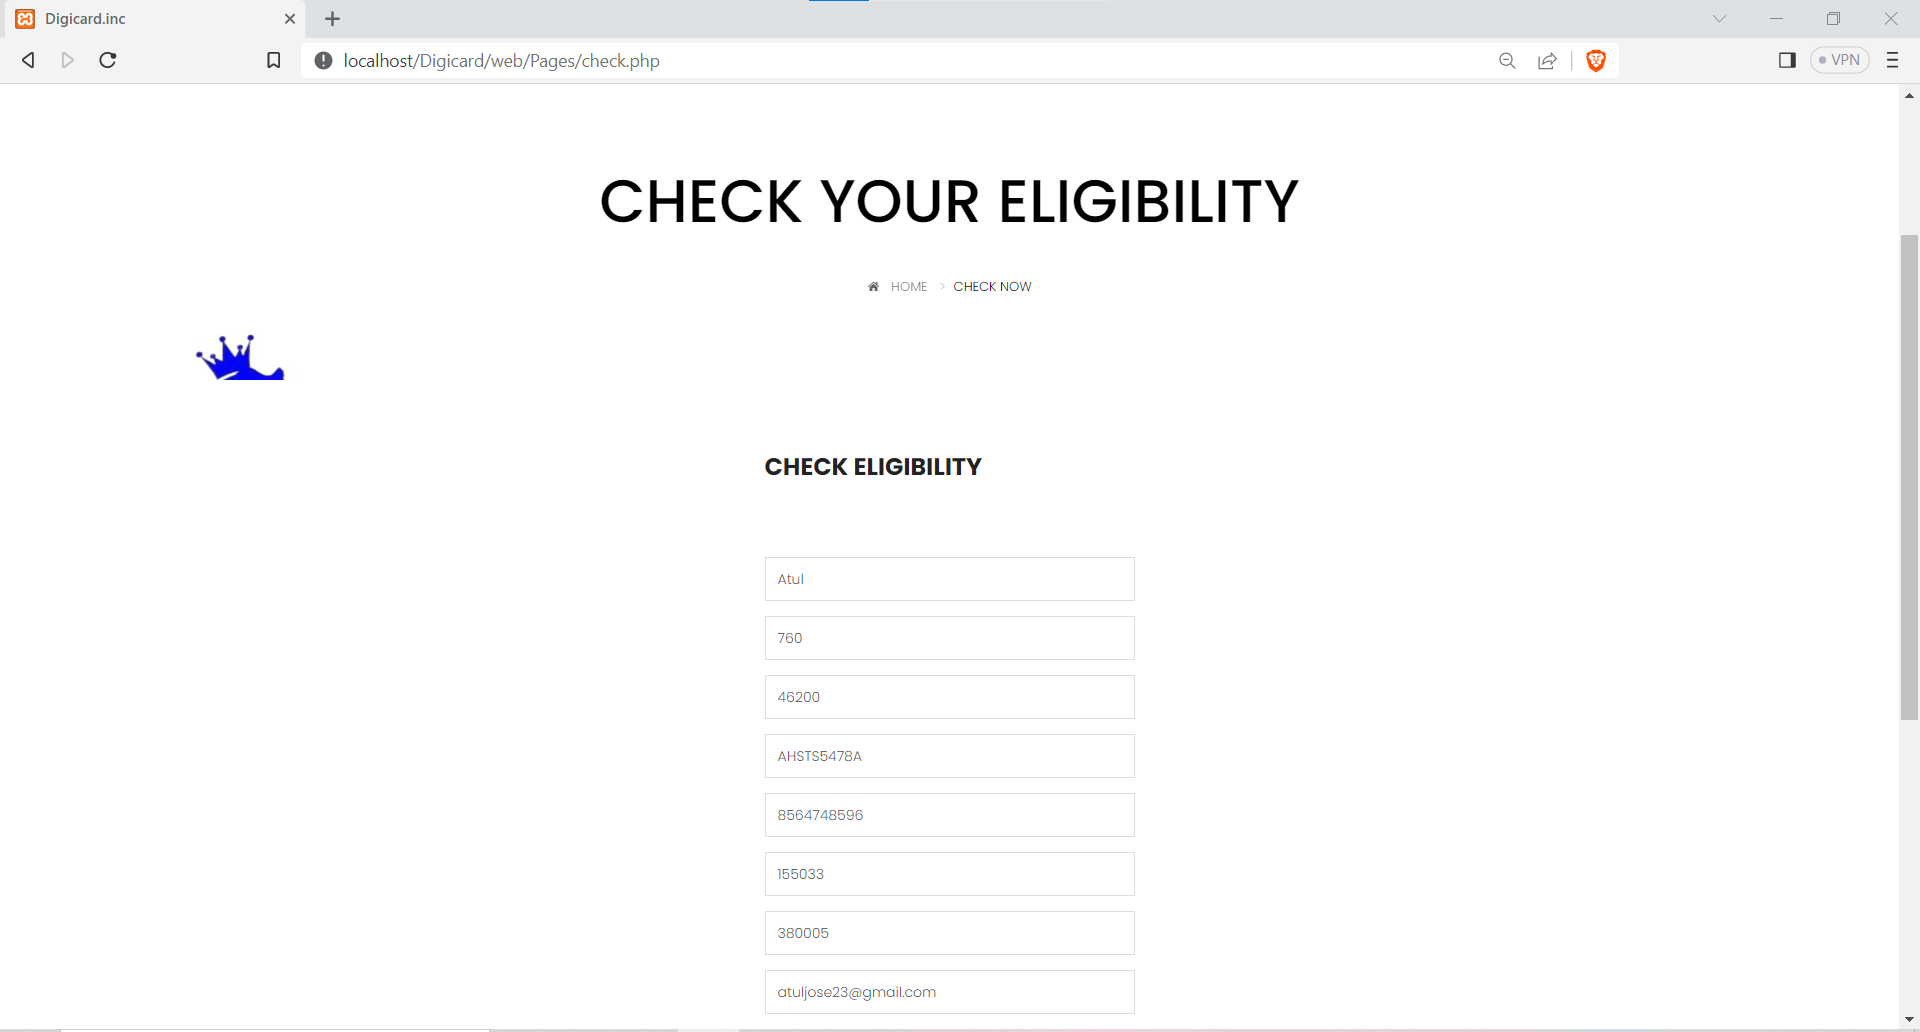 Digicard.inc
localhost/Digicard/web/Pages/check.php
VPN
CHECK YOUR ELIGIBILITY
HOME > CHECK NOW
CHECK ELIGIBILITY
Atul
760
46200
AHSTS5478A
8564748596
155033
380005
atuljose23@gmail.com